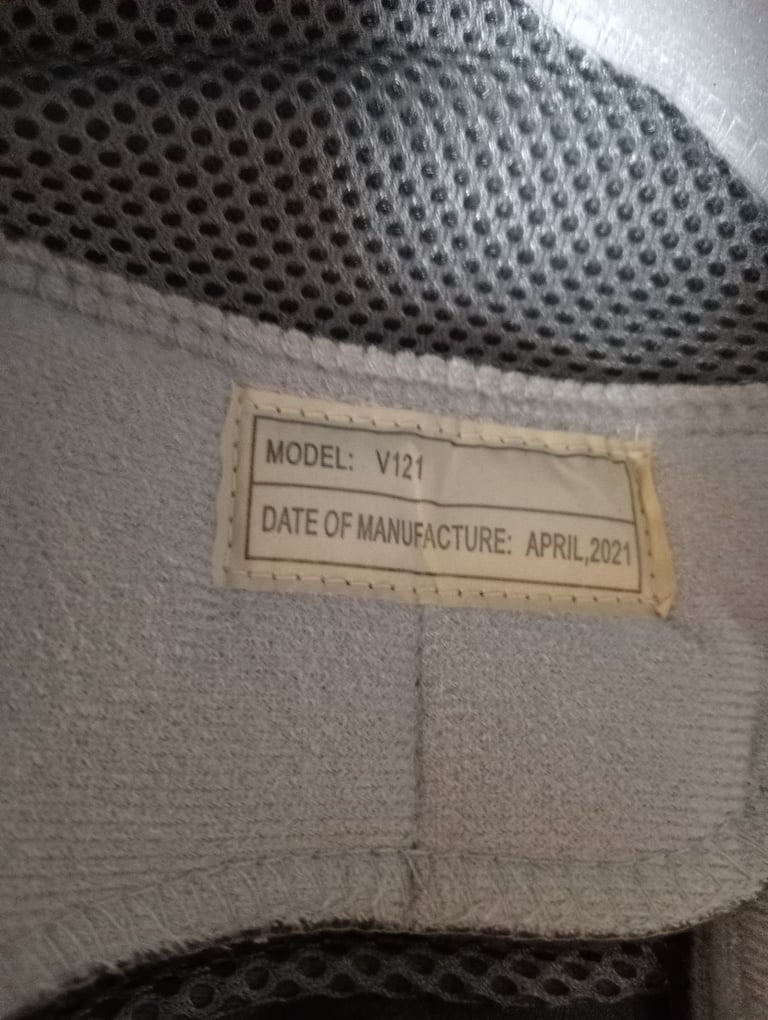 MODEL: V121
DATE OF MANUFACTURE: APRIL,2021